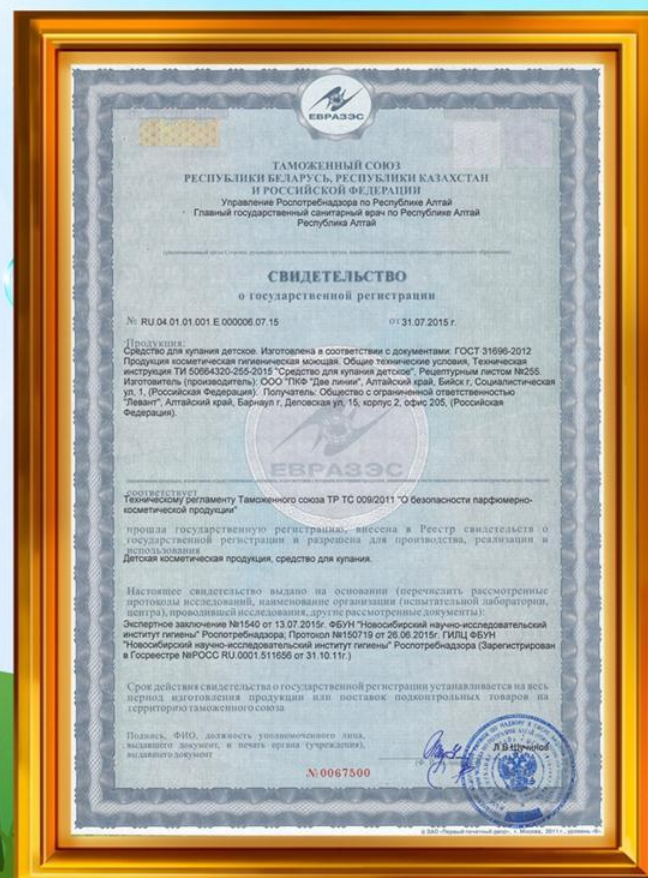 ЕВРАЗЭС
ТАМОЖЕННЫЙ СОЮЗ
РЕСПУБЛИКИ БЕЛАРУСЬ, РЕСПУБЛИКИ КАЗАХСТАН
И РОССИЙСКОЙ ФЕДЕРАЦИИ
Управление Роспотребнадзора по Республике Алтай
Главный государственный санитарный врач по Республике Алтай
Республика Алтай
СВИДЕТЕЛЬСТВО
о государственной регистрации
№ RU.04.01.01.001.Е.000006.07.15 от 31.07.2015 г.
Продукция:
Средство для купания детское. Изготовлена в соответствии с документами: ГОСТ 31696-2012
Продукция косметическая гигиеническая моющая. Общие технические условия, Техническая
инструкция ТИ 50664320-255-2015 "Средство для купания детское", Рецептурным листом №255.
Изготовитель (производитель): ООО "ПКФ "Две линии", Алтайский край, Бийск г, Социалистическая
ул, 1, (Российская Федерация). Получатель: Общество с ограниченной ответственностью
"Левант", Алтайский край, Барнаул г, Деповская ул, 15, корпус 2, офис 205, (Российская
Федерация).
ЕВРАЗЭС
соответствует
Техническому регламенту Таможенного союза ТР ТС 009/2011 "О безопасности парфюмерно-
косметической продукции"
прошла государственную регистрацию, внесена в Реестр свидетельств о
государственной регистрации и разрешена для производства, реализации и
использования
Детская косметическая продукция, средство для купания.
Настоящее свидетельство выдано на основании (перечислить рассмотренные
протоколы исследований, наименование организации (испытательной лаборатории,
центра), проводившей исследования, другие рассмотренные документы):
Экспертное заключение №1540 от 13.07.2015г. ФБУН "Новосибирский научно-исследовательский
институт гигиены" Роспотребнадзора; Протокол №150719 от 26.06.2015г. ГИЛЦ ФБУН
"Новосибирский научно-исследовательский институт гигиены" Роспотребнадзора (Зарегистрирован
в Госреестре №РОСС RU.0001.511656 от 31.10.11г.)
Срок действия свидетельства о государственной регистрации устанавливается на весь
период изготовления продукции или поставок подконтрольных товаров на
территорию таможенного союза
Подпись, ФИО, должность уполномоченного лица,
выдавшего документ, и печать органа (учреждения),
выдавшего документ
Л.В.Щучинов
№0067500
© ЗАО «Первый печатный двор», г. Москва, 2011 г., уровень «В».